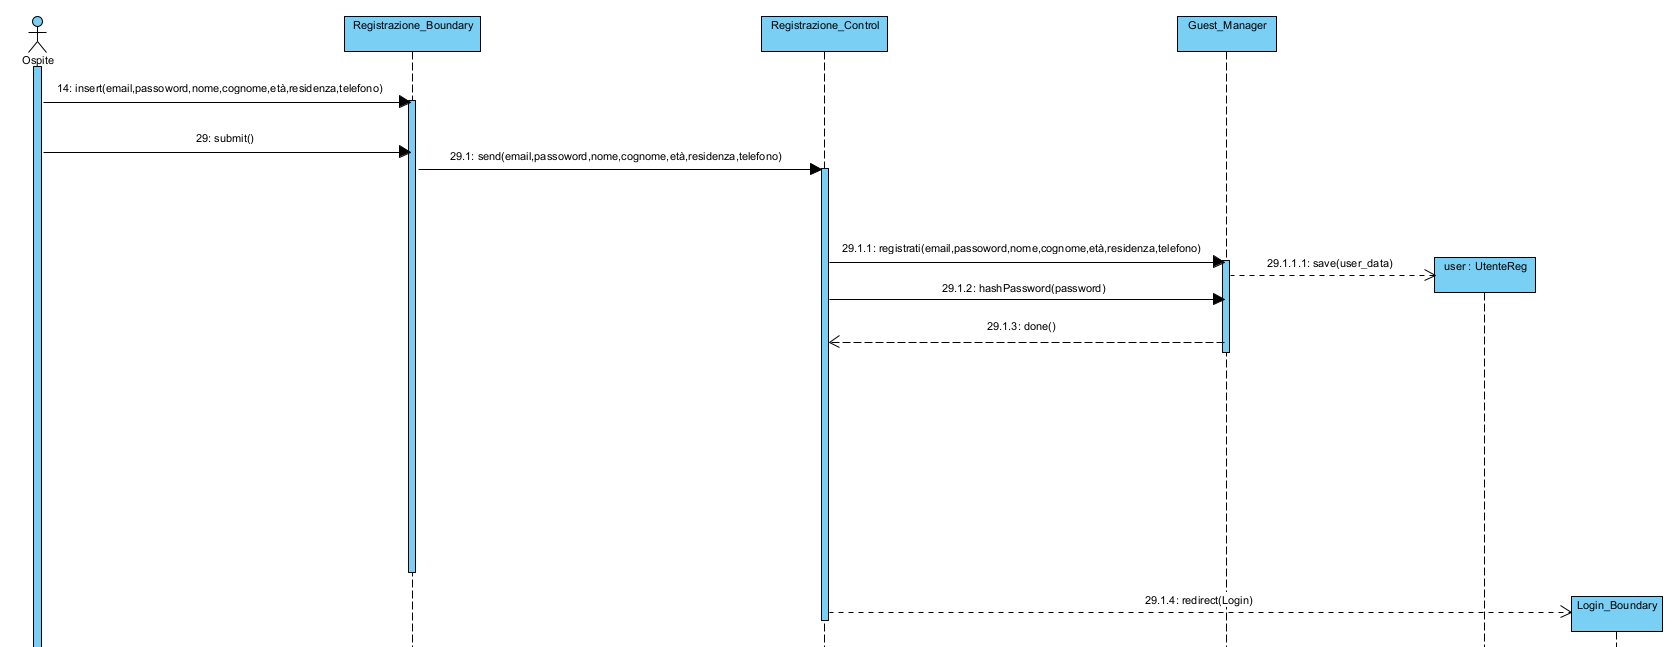 Ospite
Registrazione_Boundary
Registrazione_Control
Guest_Manager
14: insert(email,passoword,nome,cognome,età,residenza,telefono)
29: submit()
29.1: send(email,passoword,nome,cognome,età,residenza,telefono)
29.1.1: registrati(email,passoword,nome,cognome,età,residenza,telefono)
29.1.1.1: save(user_data)
user : UtenteReg
29.1.2: hashPassword(password)
29.1.3: done()
29.1.4: redirect(Login)
Login_Boundary